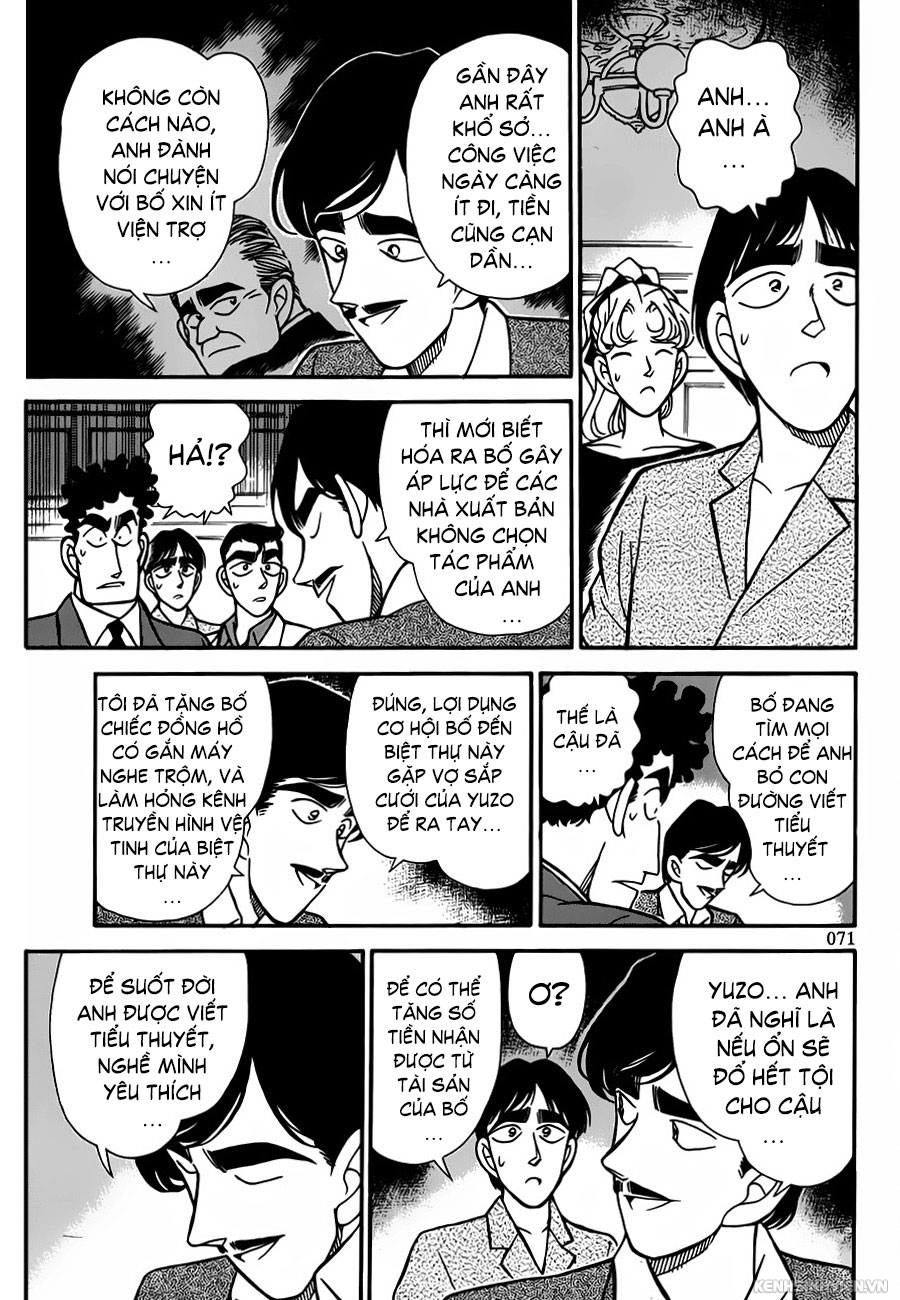 ANH...
ANH À
...
GẦN ĐÂY
ANH RẤT
KHỔ SỞ...
CÔNG VIỆC
NGÀY CÀNG
ÍT ĐI, TIỀN
CŨNG CẠN
DẦN...
KHÔNG CÒN
CÁCH NÀO,
ANH ĐÀNH
NÓI CHUYỆN
VỚI BỐ XIN ÍT
VIỆN TRỢ
...
THÌ MỚI BIẾT
HÓA RA BỐ GÂY
ÁP LỰC ĐỂ CÁC
NHÀ XUẤT BẢN
KHÔNG CHỌN
TÁC PHẨM
CỦA ANH
...
HẢ!?
BỐ ĐANG
TÌM MỌI
CÁCH ĐỂ ANH
BỎ CON
ĐƯỜNG VIẾT
TIỂU
THUYẾT
...
THẾ LÀ
CẬU ĐÃ
...
ĐÚNG, LỢI DỤNG
CƠ HỘI BỐ ĐẾN
BIỆT THỰ NÀY
GẶP VỢ SẮP
CƯỚI CỦA YUZO
ĐỂ RA TAY...
TÔI ĐÃ TẶNG BỐ
CHIẾC ĐỒNG HỒ
CÓ GẮN MÁY
NGHE TRỘM, VÀ
LÀM HỎNG KÊNH
TRUYỀN HÌNH VỆ
TINH CỦA BIỆT
THỰ NÀY
...
071
YUZO... ANH
ĐÃ NGHĨ LÀ
NẾU ỔN SẼ
ĐỔ HẾT TỘI
CHO CẬU
...
Ơ?
ĐỂ CÓ THỂ
TĂNG SỐ
TIỀN NHẬN
ĐƯỢC TỪ
TÀI SẢN
CỦA BỐ
...
ĐỂ SUỐT ĐỜI
ANH ĐƯỢC VIẾT
TIỂU THUYẾT,
NGHỀ MÌNH
YÊU THÍCH
...